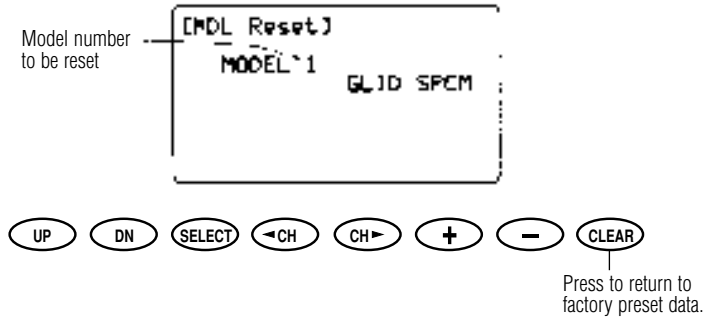 [MDL Reset]
Model number
to be reset
MODEL 1
GLID SPCM
UP DN SELECT ◄CH CH► + − CLEAR
Press to return to
factory preset data.